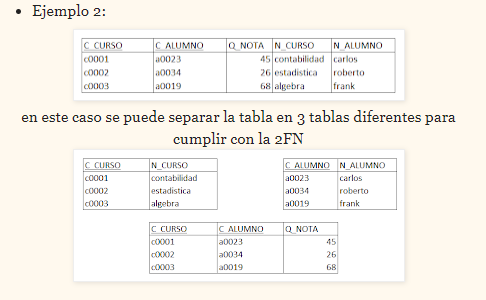 • Ejemplo 2:
C_CURSO C_ALUMNO Q_NOTA N_CURSO N_ALUMNO
c0001 a0023 45 contabilidad carlos
c0002 a0034 26 estadistica roberto
c0003 a0019 68 algebra frank
en este caso se puede separar la tabla en 3 tablas diferentes para
cumplir con la 2FN
C_CURSO N_CURSO
c0001 contabilidad
c0002 estadistica
c0003 algebra
C_ALUMNO N_ALUMNO
a0023 carlos
a0034 roberto
a0019 frank
C_CURSO C_ALUMNO Q_NOTA
c0001 a0023 45
c0002 a0034 26
c0003 a0019 68